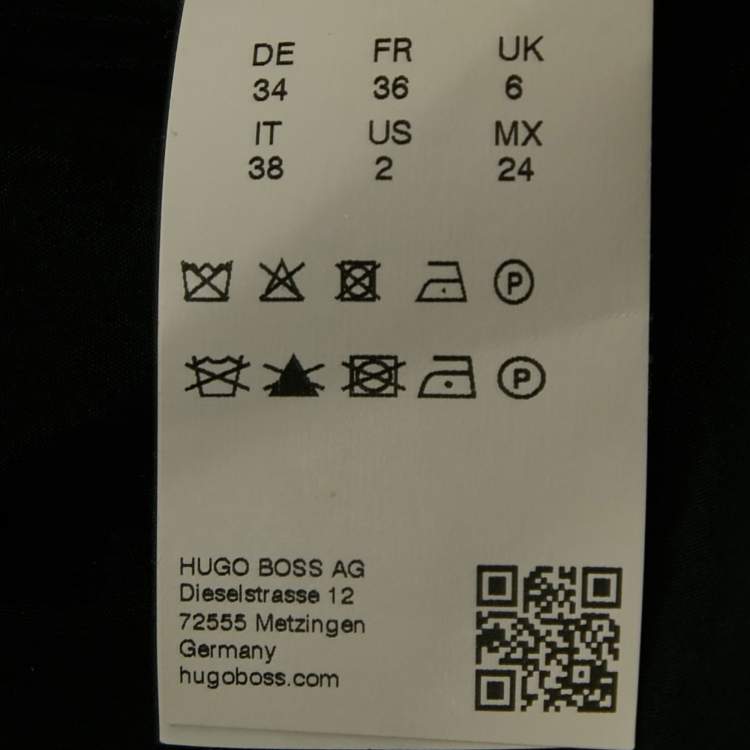 DE FR UK
34 36 6
IT US MX
38 2 24
P
P
HUGO BOSS AG
Dieselstrasse 12
72555 Metzingen
Germany
hugoboss.com